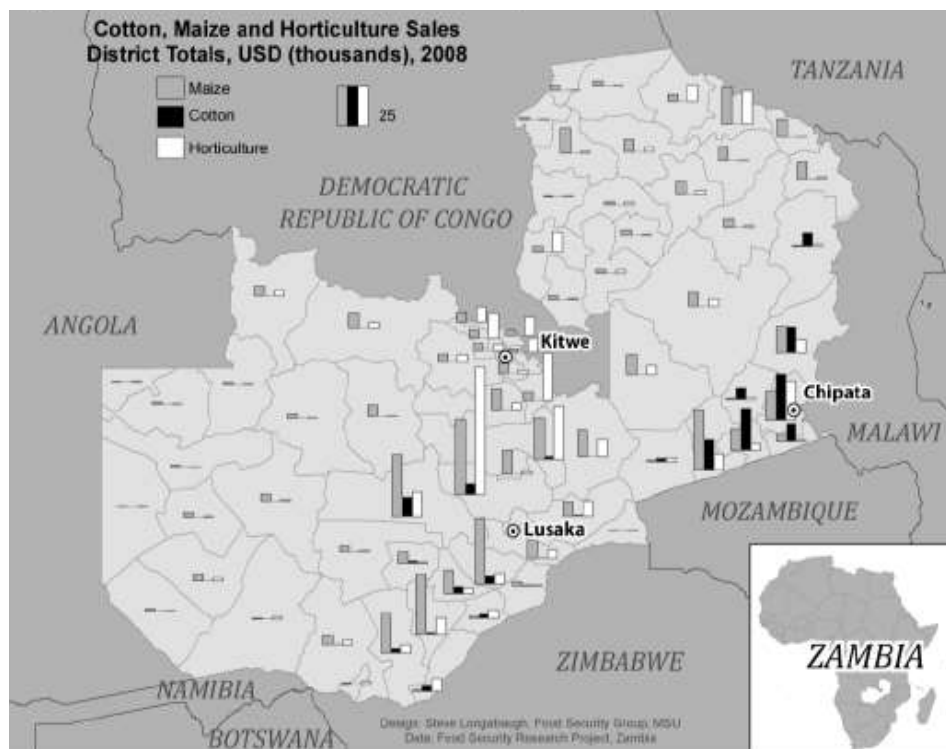 Cotton, Maize and Horticulture Sales
District Totals, USD (thousands), 2008
Maize
Cotton
Horticulture
25
TANZANIA
DEMOCRATIC
REPUBLIC OF CONGO
ANGOLA
Kitwe
Chipata
MALAWI
MOZAMBIQUE
Lusaka
ZIMBABWE
ZAMBIA
NAMIBIA
BOTSWANA
Design: Steve Longabaugh, Food Security Group, MSU
Data: Food Security Research Project, Zambia